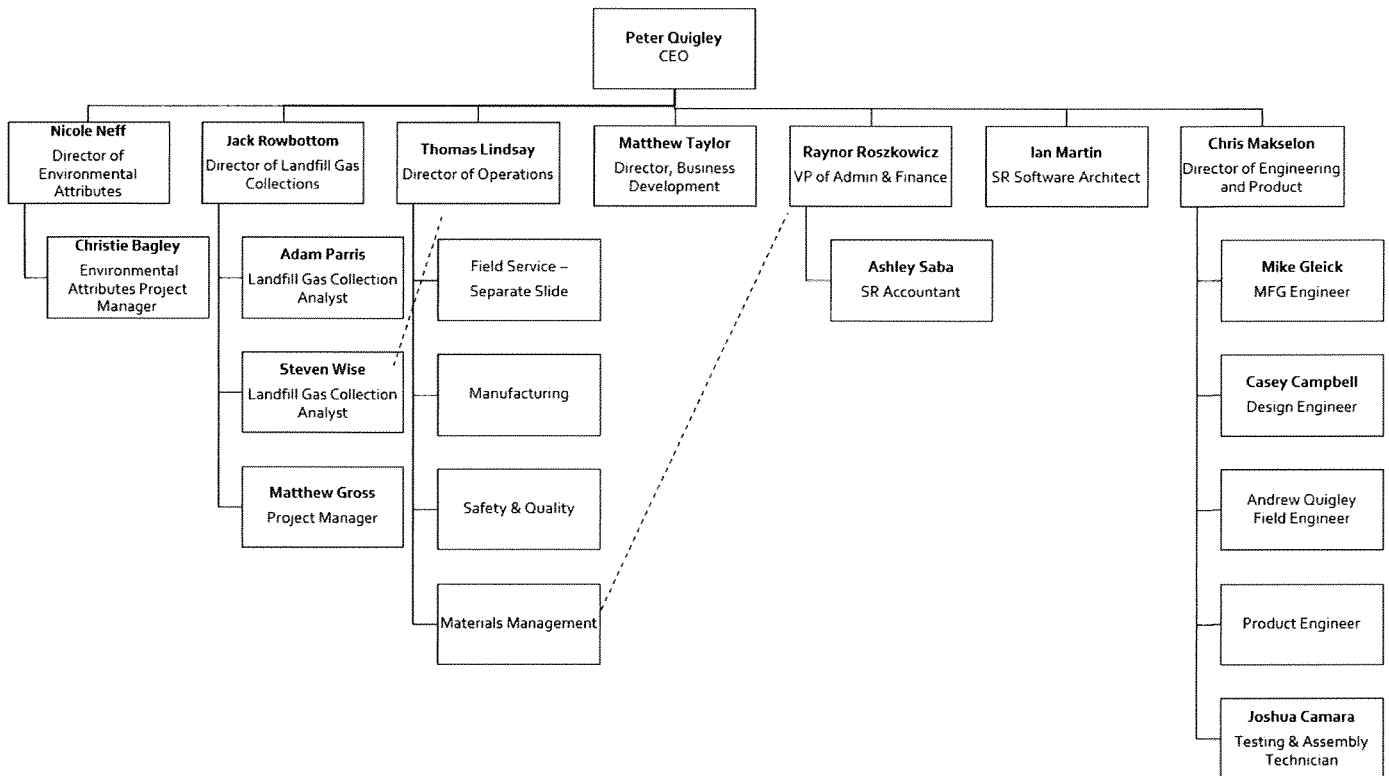 Peter Quigley
CEO
Nicole Neff
Director of
Environmental
Attributes
Jack Rowbottom
Director of Landfill Gas
Collections
Thomas Lindsay
Director of Operations
Matthew Taylor
Director, Business
Development
Raynor Roszkowicz
VP of Admin & Finance
Ian Martin
SR Software Architect
Chris Makselon
Director of Engineering
and Product
Christie Bagley
Environmental
Attributes Project
Manager
Adam Parris
Landfill Gas Collection
Analyst
Field Service –
Separate Slide
Ashley Saba
SR Accountant
Mike Gleick
MFG Engineer
Steven Wise
Landfill Gas Collection
Analyst
Manufacturing
Casey Campbell
Design Engineer
Matthew Gross
Project Manager
Safety & Quality
Andrew Quigley
Field Engineer
Materials Management
Product Engineer
Joshua Camara
Testing & Assembly
Technician